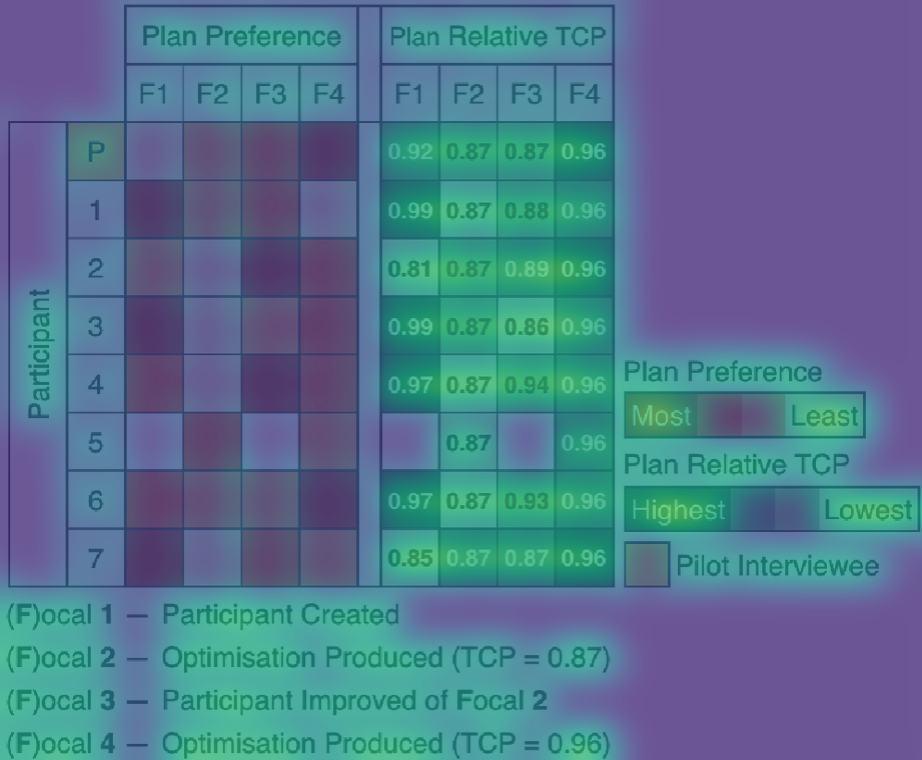 Plan Preference Plan Relative TCP
F1 F2 F3 F4 F1 F2 F3 F4
P 0.92 0.87 0.87 0.96
1 0.99 0.87 0.88 0.96
2 0.81 0.87 0.89 0.96
3 0.99 0.87 0.86 0.96
4 0.97 0.87 0.94 0.96
5 0.87 0.96
6 0.97 0.87 0.93 0.96
7 0.85 0.87 0.87 0.96
Participant
Plan Preference
Most Least
Plan Relative TCP
Highest Lowest
Pilot Interviewee
(F)ocal 1 — Participant Created
(F)ocal 2 — Optimisation Produced (TCP = 0.87)
(F)ocal 3 — Participant Improved of Focal 2
(F)ocal 4 — Optimisation Produced (TCP = 0.96)